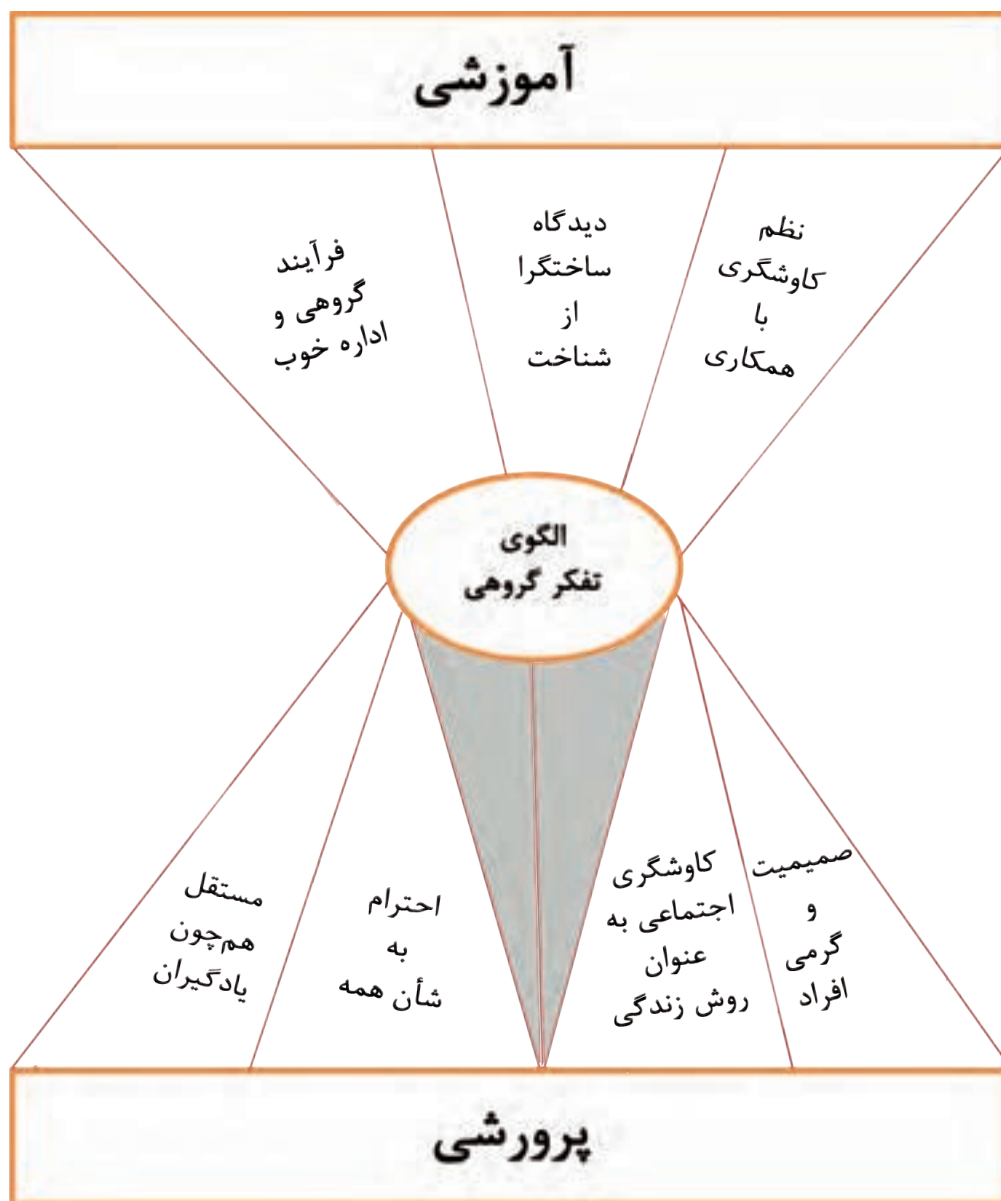 آموزشی
نظم
کاوشگری
با
همکاری
دیدگاه
ساختگرا
از
شناخت
فرآیند
گروهی و
اداره خوب
الگوی
تفکر گروهی
صمیمیت
و
گرمی
افراد
کاوشگری
اجتماعی به
عنوان
روش زندگی
احترام
به
شأن همه
مستقل
هم‌چون
یادگیران
پرورشی